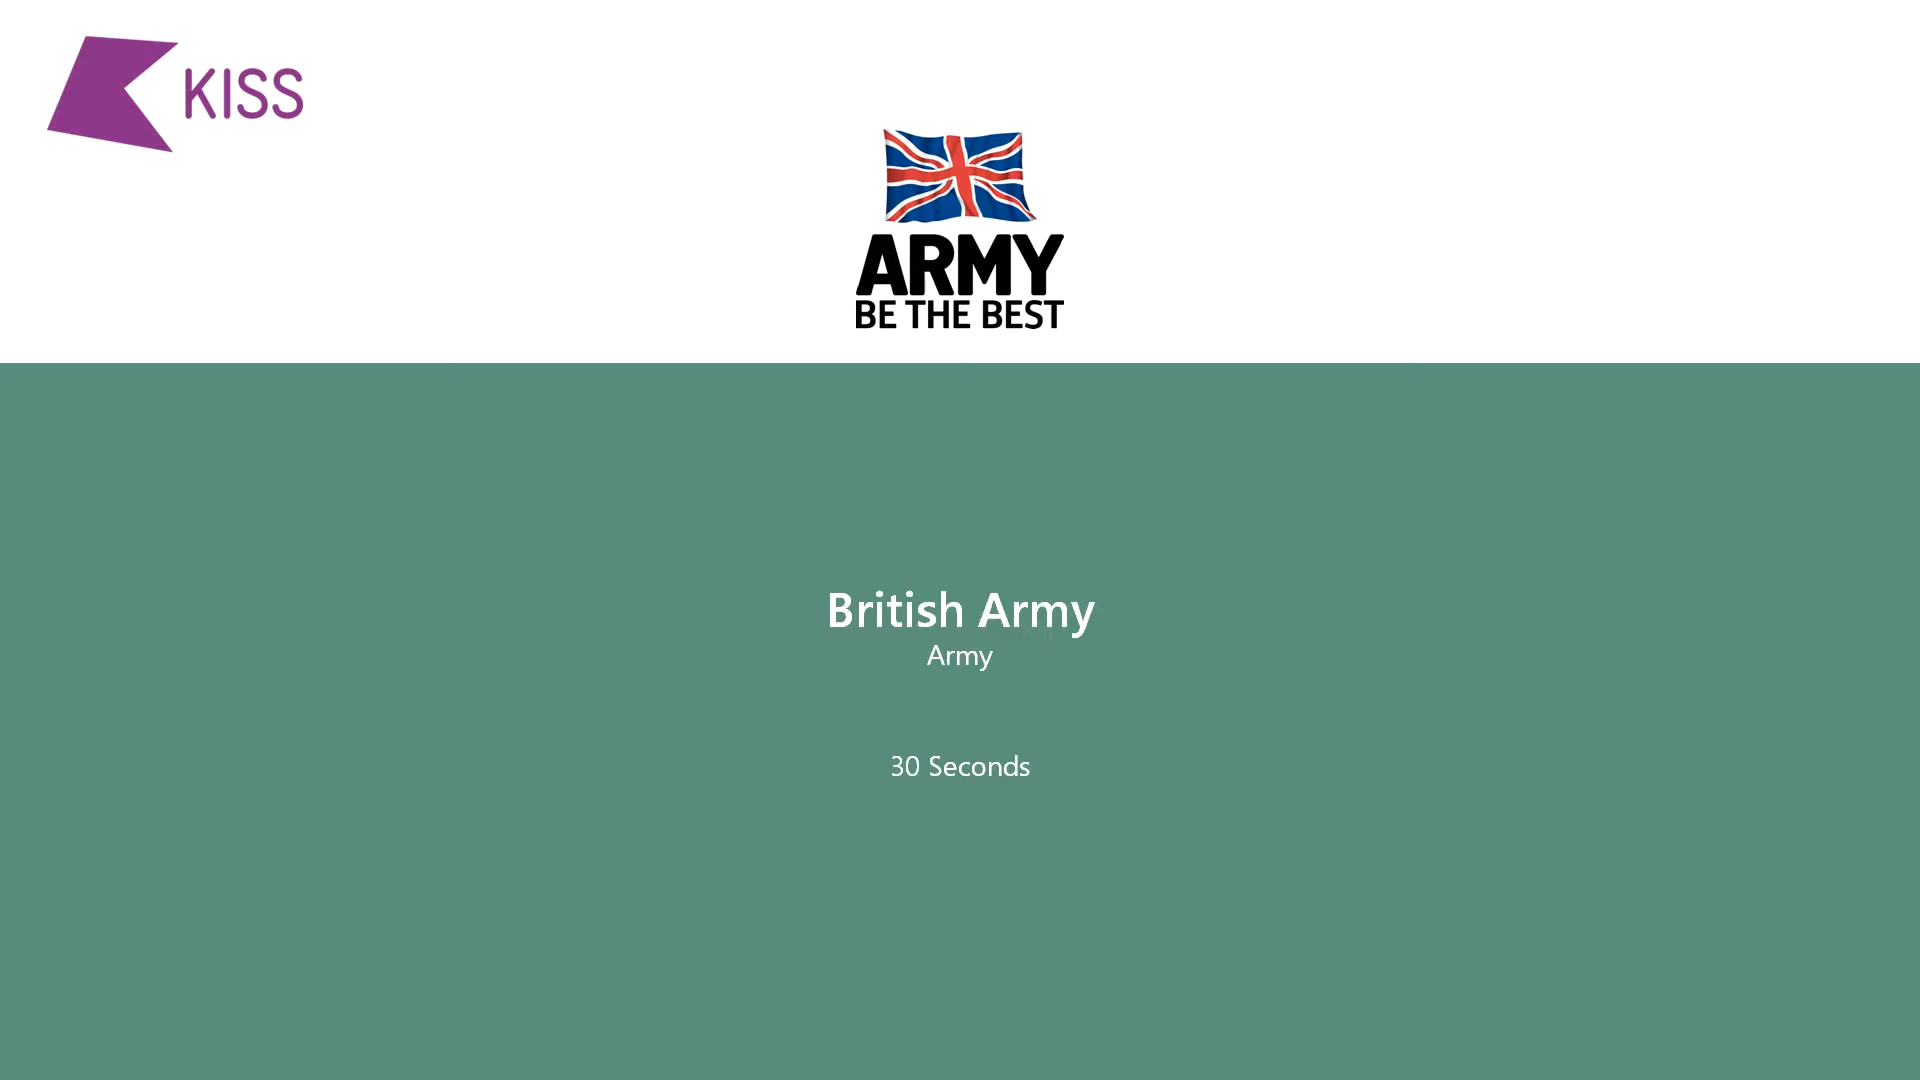 KISS
ARMY
BE THE BEST
British Army
Army
30 Seconds